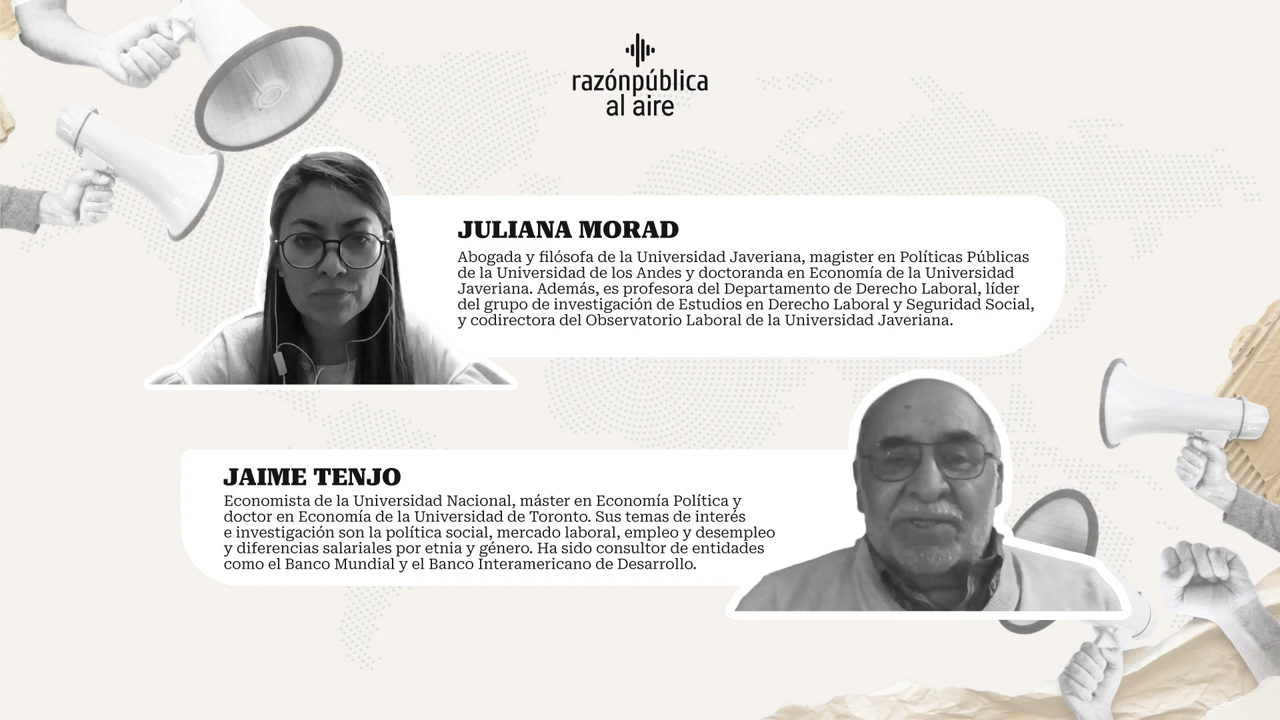 razónpública
al aire
JULIANA MORAD
Abogada y filósofa de la Universidad Javeriana, magister en Políticas Públicas
de la Universidad de los Andes y doctoranda en Economía de la Universidad
Javeriana. Además, es profesora del Departamento de Derecho Laboral, líder
del grupo de investigación de Estudios en Derecho Laboral y Seguridad Social,
y codirectora del Observatorio Laboral de la Universidad Javeriana.
JAIME TENJO
Economista de la Universidad Nacional, máster en Economía Política y
doctor en Economía de la Universidad de Toronto. Sus temas de interés
e investigación son la política social, mercado laboral, empleo y desempleo
y diferencias salariales por etnia y género. Ha sido consultor de entidades
como el Banco Mundial y el Banco Interamericano de Desarrollo.